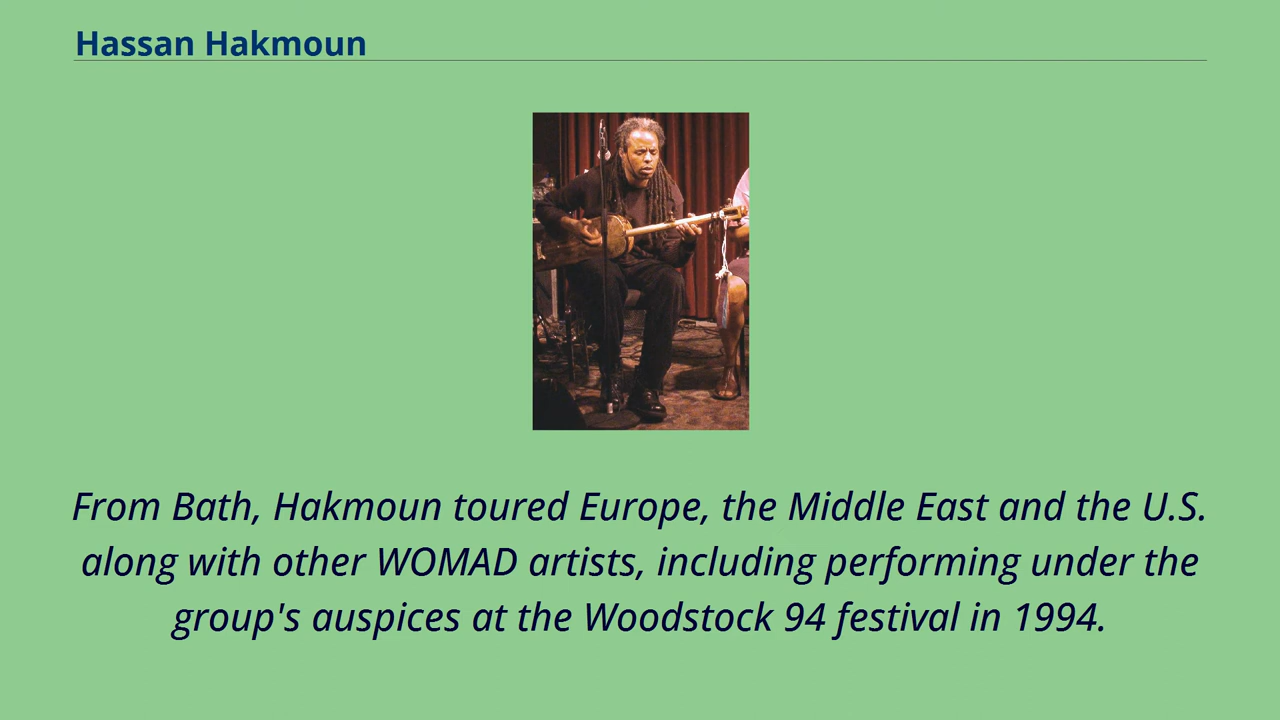 Hassan Hakmoun
From Bath, Hakmoun toured Europe, the Middle East and the U.S.
along with other WOMAD artists, including performing under the
group's auspices at the Woodstock 94 festival in 1994.